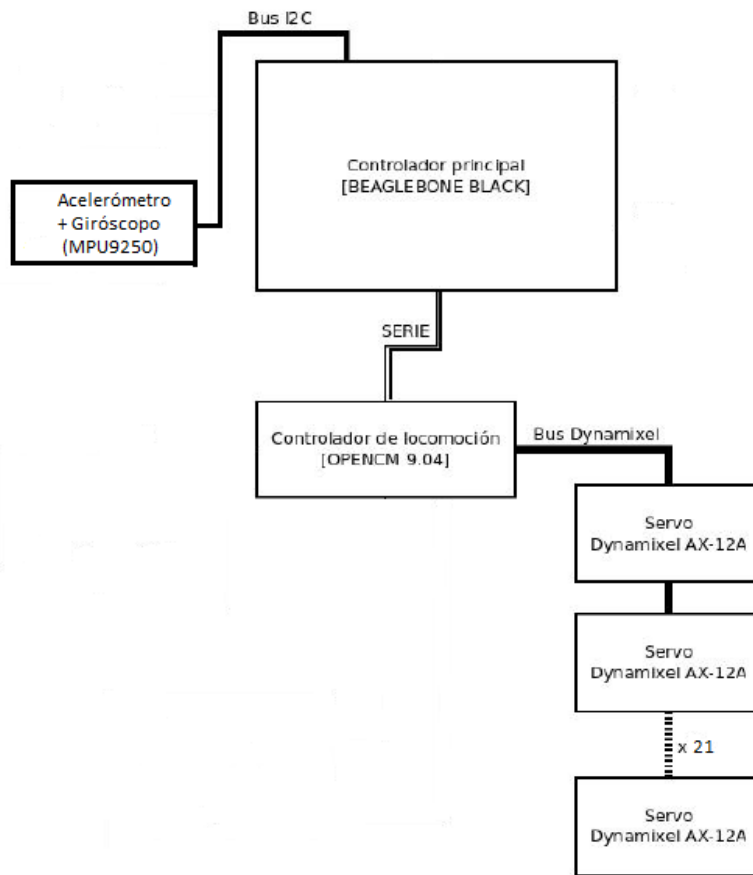 Bus I2C
Controlador principal
[BEAGLEBONE BLACK]
Acelerómetro
+ Giróscopo
(MPU9250)
SERIE
Controlador de locomoción
[OPENCM 9.04]
Bus Dynamixel
Servo
Dynamixel AX-12A
Servo
Dynamixel AX-12A
x 21
Servo
Dynamixel AX-12A